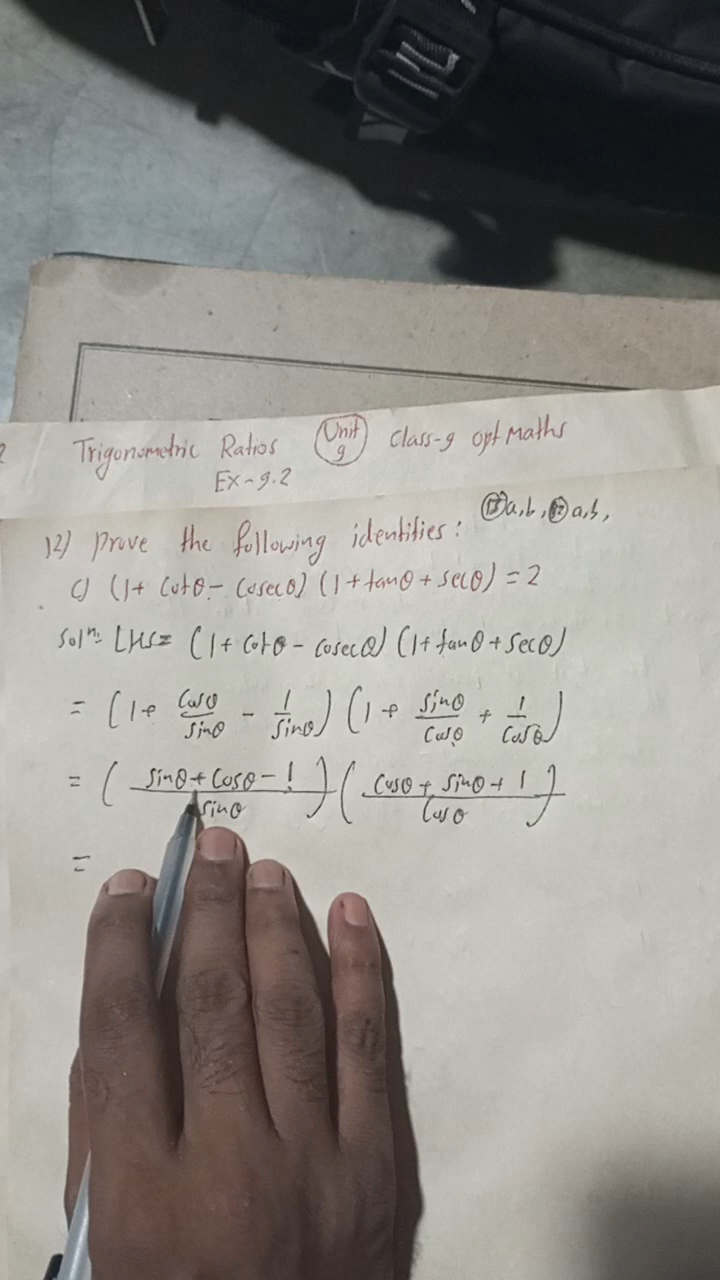 Trigonometric Ratios (Unit 9) Class-9 opt Maths
Ex-9.2
a,b, a,b,
12) prove the following identities:
c) (1+ cotθ - cosecθ) (1+tanθ+secθ) = 2
Solⁿ: LHS= (1+ cotθ - cosecθ) (1+tanθ+secθ)
= (1+ cosθ/sinθ - 1/sinθ) (1+ sinθ/cosθ + 1/cosθ)
= (sinθ+cosθ-1/sinθ) (cosθ+sinθ+1/cosθ)
=